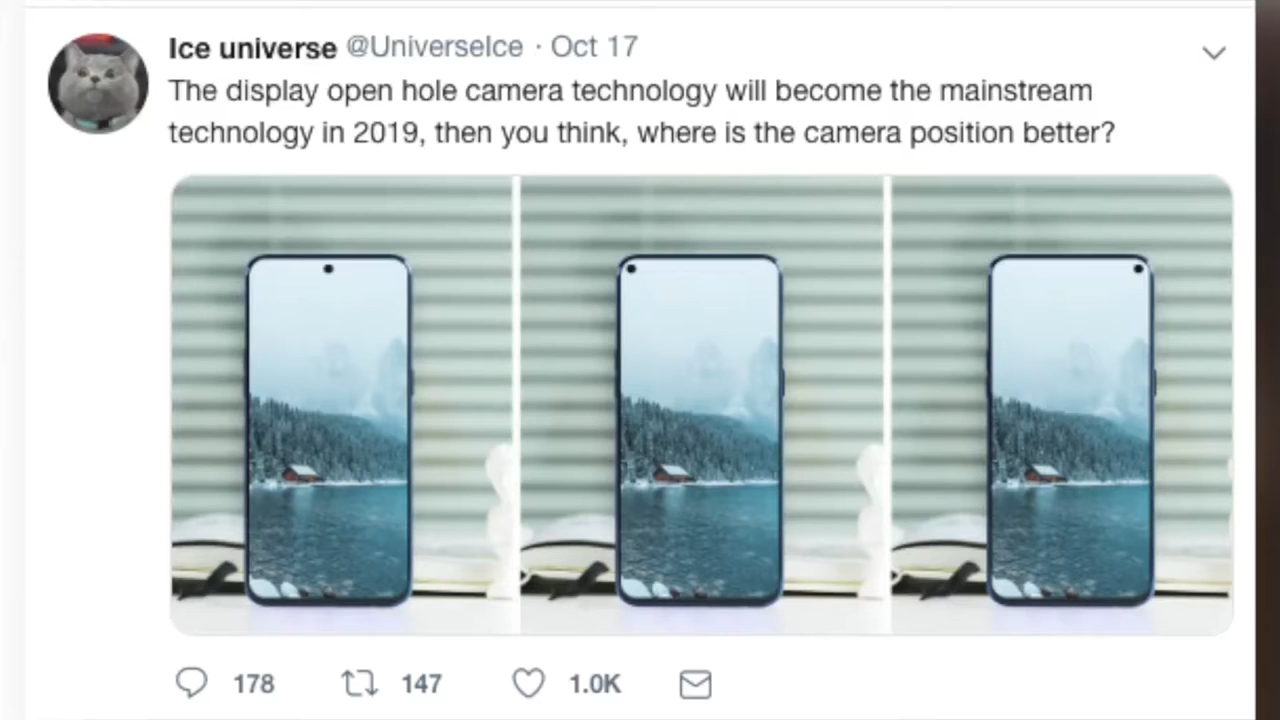 Ice universe @UniverseIce · Oct 17
The display open hole camera technology will become the mainstream
technology in 2019, then you think, where is the camera position better?
178 147 1.0K